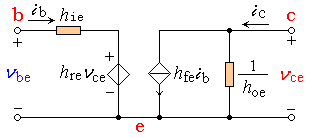 b
i_b
h_ie
i_c
c
+
+
+
v_be
h_re v_ce
h_fe i_b
1/h_oe
v_ce
−
−
−
e